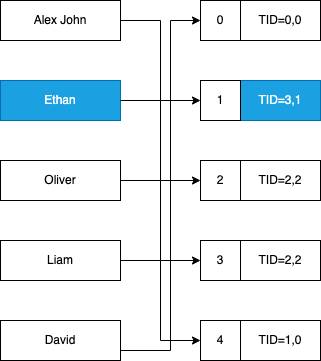 Alex John
0
TID=0,0
Ethan
1
TID=3,1
Oliver
2
TID=2,2
Liam
3
TID=2,2
David
4
TID=1,0